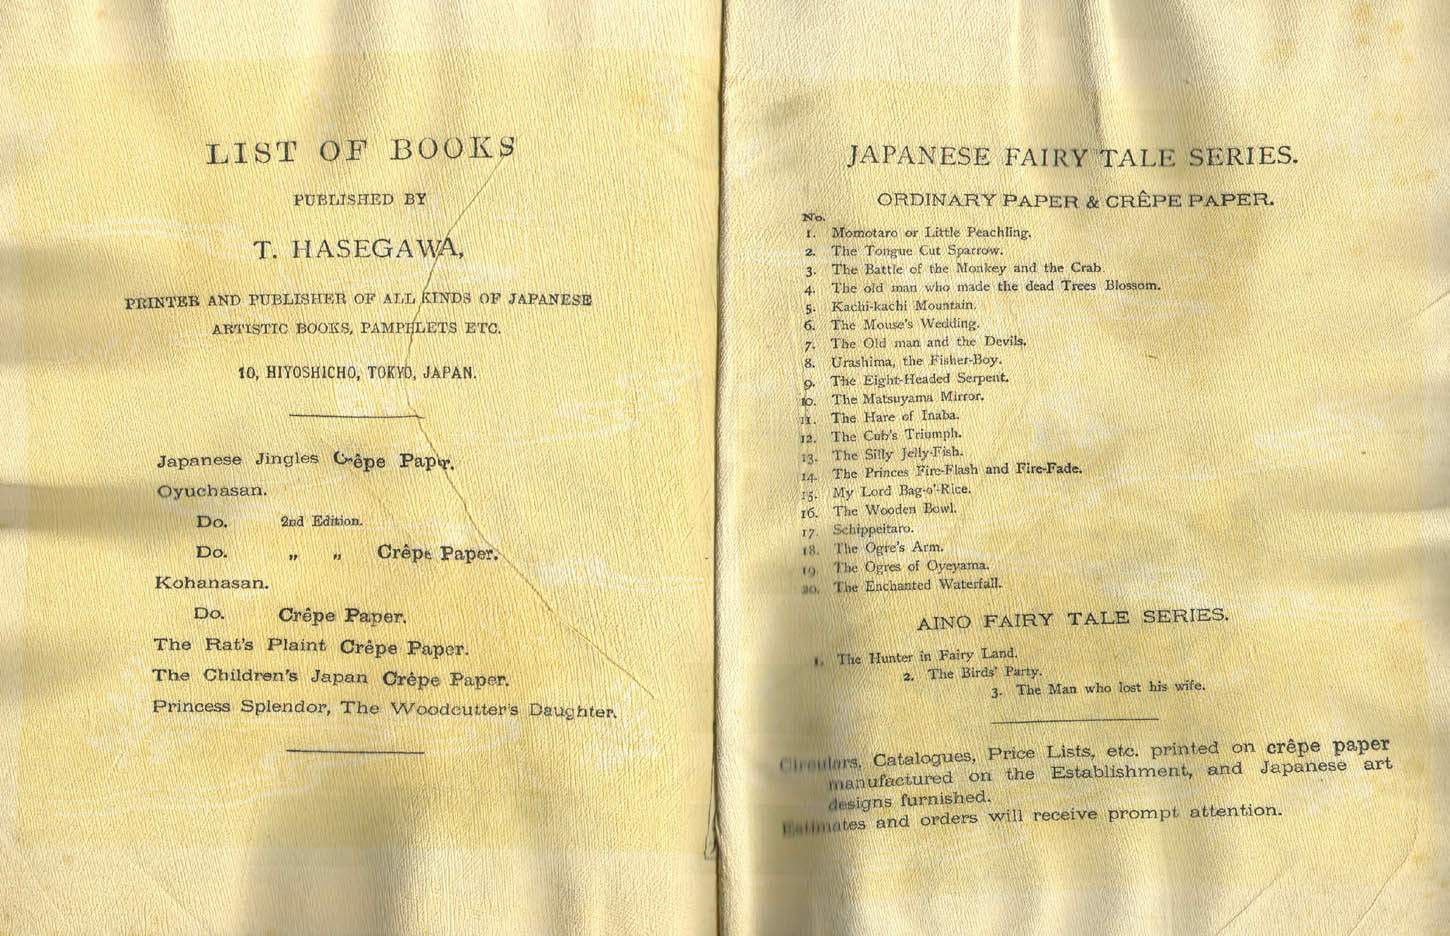 LIST OF BOOKS
PUBLISHED BY
T. HASEGAWA,
PRINTER AND PUBLISHER OF ALL KINDS OF JAPANESE
ARTISTIC BOOKS, PAMPHLETS ETC.
10, HIYOSHICHO, TOKYO, JAPAN.
Japanese Jingles Crêpe Paper.
Oyuchasan.
Do. 2nd Edition.
Do. „ „ Crêpe Paper.
Kohanasan.
Do. Crêpe Paper.
The Rat's Plaint Crêpe Paper.
The Children's Japan Crêpe Paper.
Princess Splendor, The Woodcutter's Daughter.
JAPANESE FAIRY TALE SERIES.
ORDINARY PAPER & CRÊPE PAPER.
No.
1. Momotaro or Little Peachling.
2. The Tongue Cut Sparrow.
3. The Battle of the Monkey and the Crab.
4. The old man who made the dead Trees Blossom.
5. Kachi-kachi Mountain.
6. The Mouse's Wedding.
7. The Old man and the Devils.
8. Urashima, the Fisher-Boy.
9. The Eight-Headed Serpent.
10. The Matsuyama Mirror.
11. The Hare of Inaba.
12. The Cub's Triumph.
13. The Silly Jelly-Fish.
14. The Princes Fire-Flash and Fire-Fade.
15. My Lord Bag-o'-Rice.
16. The Wooden Bowl.
17. Schippeitaro.
18. The Ogre's Arm.
19. The Ogres of Oyeyama.
20. The Enchanted Waterfall.
AINO FAIRY TALE SERIES.
1. The Hunter in Fairy Land.
2. The Birds' Party.
3. The Man who lost his wife.
Circulars, Catalogues, Price Lists, etc. printed on crêpe paper
manufactured on the Establishment, and Japanese art
designs furnished.
Estimates and orders will receive prompt attention.